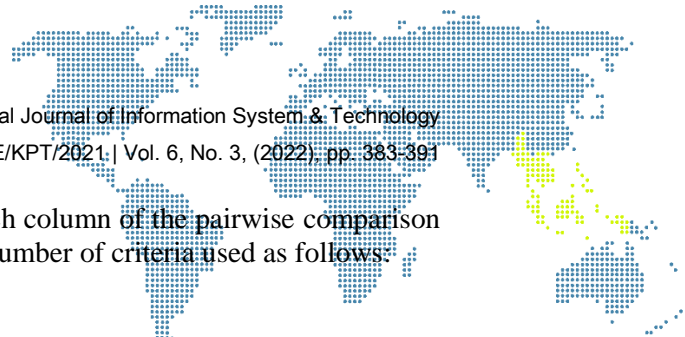 al Journal of Information System & Technology
E/KPT/2021 | Vol. 6, No. 3, (2022), pp. 383-391
h column of the pairwise comparison
umber of criteria used as follows: